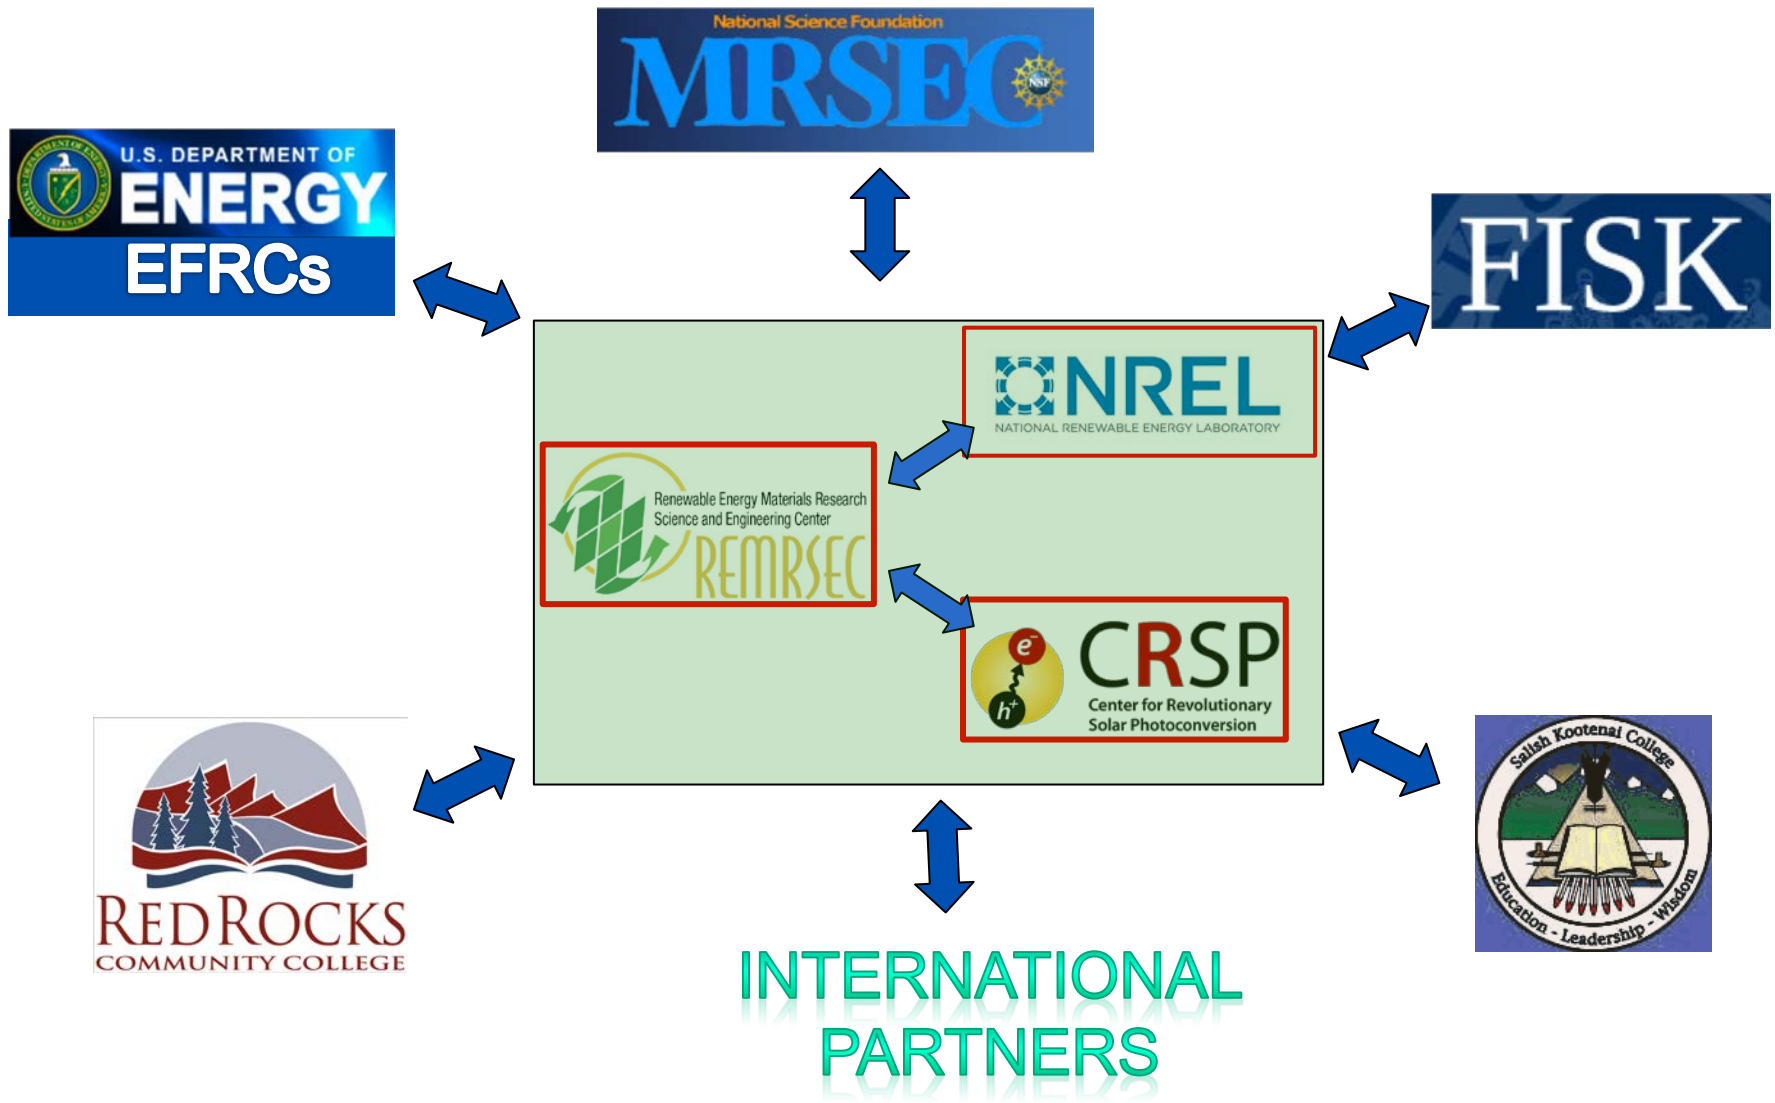 National Science Foundation
MRSEC
NSF
U.S. DEPARTMENT OF
ENERGY
EFRCs
FISK
NREL
NATIONAL RENEWABLE ENERGY LABORATORY
Renewable Energy Materials Research
Science and Engineering Center
REMRSEC
e−
h+
CRSP
Center for Revolutionary
Solar Photoconversion
RED ROCKS
COMMUNITY COLLEGE
Salish Kootenai College
Education - Leadership - Wisdom
INTERNATIONAL
PARTNERS